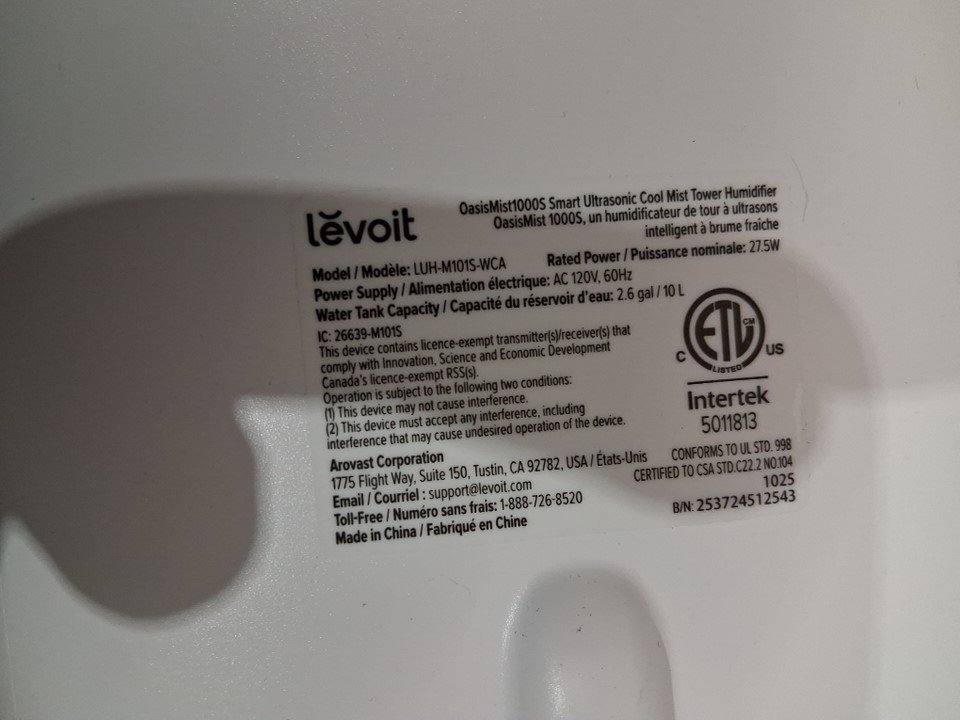 levoit
OasisMist1000S Smart Ultrasonic Cool Mist Tower Humidifier
OasisMist 1000S, un humidificateur de tour à ultrasons
intelligent à brume fraîche
Model / Modèle: LUH-M101S-WCA
Rated Power / Puissance nominale: 27.5W
Power Supply / Alimentation électrique: AC 120V, 60Hz
Water Tank Capacity / Capacité du réservoir d'eau: 2.6 gal / 10 L
IC: 26639-M101S
This device contains licence-exempt transmitter(s)/receiver(s) that
comply with Innovation, Science and Economic Development
Canada's licence-exempt RSS(s).
Operation is subject to the following two conditions:
(1) This device may not cause interference.
(2) This device must accept any interference, including
interference that may cause undesired operation of the device.
ETL CM
LISTED
C US
Intertek
5011813
Arovast Corporation
1775 Flight Way, Suite 150, Tustin, CA 92782, USA / États-Unis
Email / Courriel : support@levoit.com
Toll-Free / Numéro sans frais: 1-888-726-8520
Made in China / Fabriqué en Chine
CONFORMS TO UL STD. 998
CERTIFIED TO CSA STD.C22.2 NO.104
1025
B/N: 253724512543